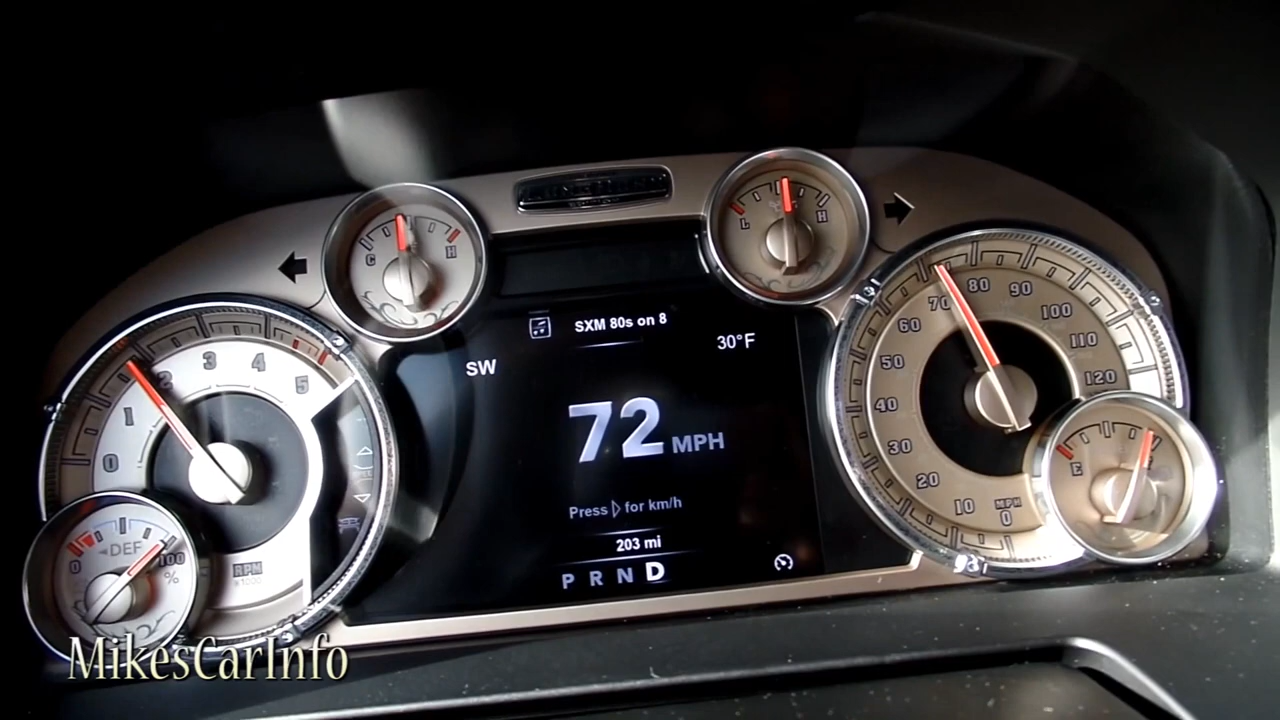 C H
L H
SXM 80s on 8
SW
30°F
72 MPH
Press ▷ for km/h
203 mi
P R N D
0 1 2 3 4 5
RPM
x1000
0 DEF 100
%
0 10 20 30 40 50 60 70 80 90 100 110 120
MPH
E
MikesCarInfo